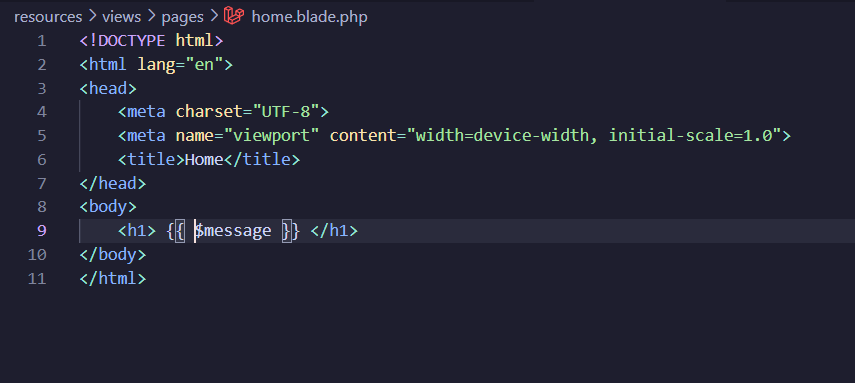 resources > views > pages > home.blade.php
1 <!DOCTYPE html>
2 <html lang="en">
3 <head>
4     <meta charset="UTF-8">
5     <meta name="viewport" content="width=device-width, initial-scale=1.0">
6     <title>Home</title>
7 </head>
8 <body>
9     <h1> {{ $message }} </h1>
10 </body>
11 </html>